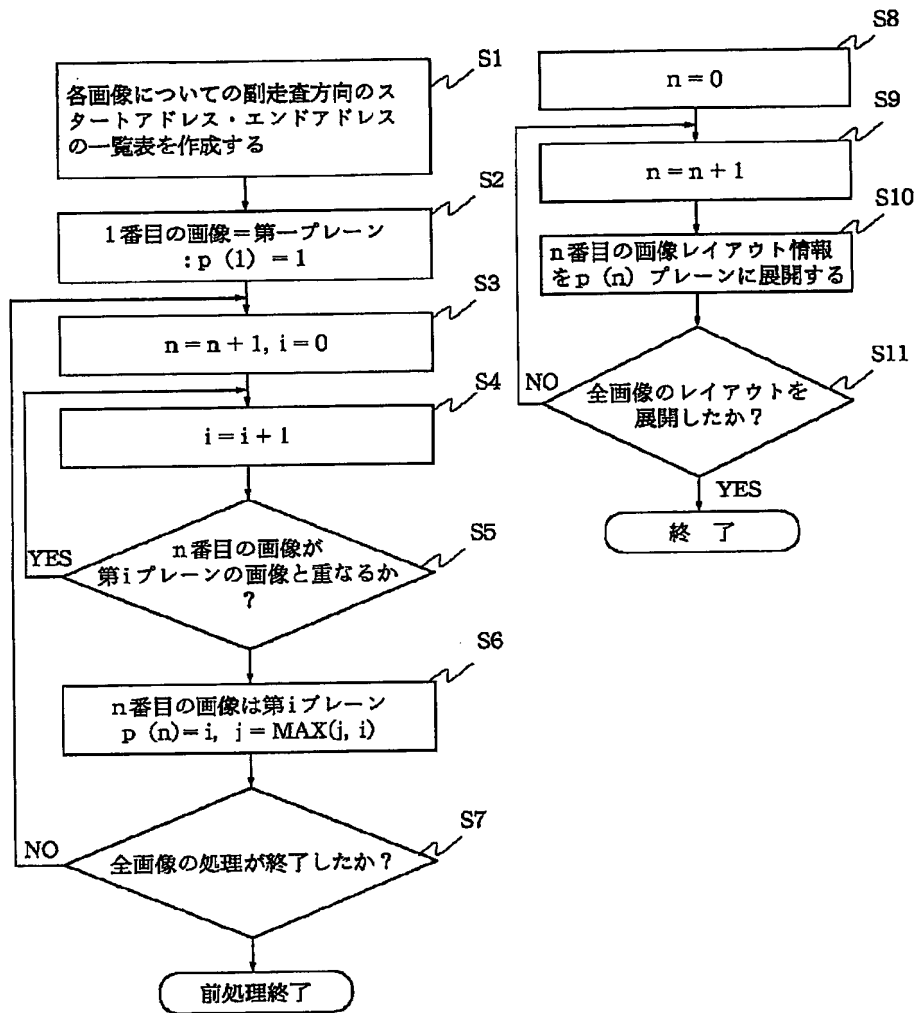 S1
各画像についての副走査方向のス
タートアドレス・エンドアドレス
の一覧表を作成する
S2
1番目の画像=第一プレーン
:p (1) = 1
S3
n=n+1, i=0
S4
i=i+1
S5
n番目の画像が
第iプレーンの画像と重なるか
?
YES
S6
n番目の画像は第iプレーン
p (n)= i, j = MAX(j, i)
S7
全画像の処理が終了したか?
NO
前処理終了
S8
n=0
S9
n=n+1
S10
n番目の画像レイアウト情報
をp (n) プレーンに展開する
S11
全画像のレイアウトを
展開したか?
NO
YES
終 了